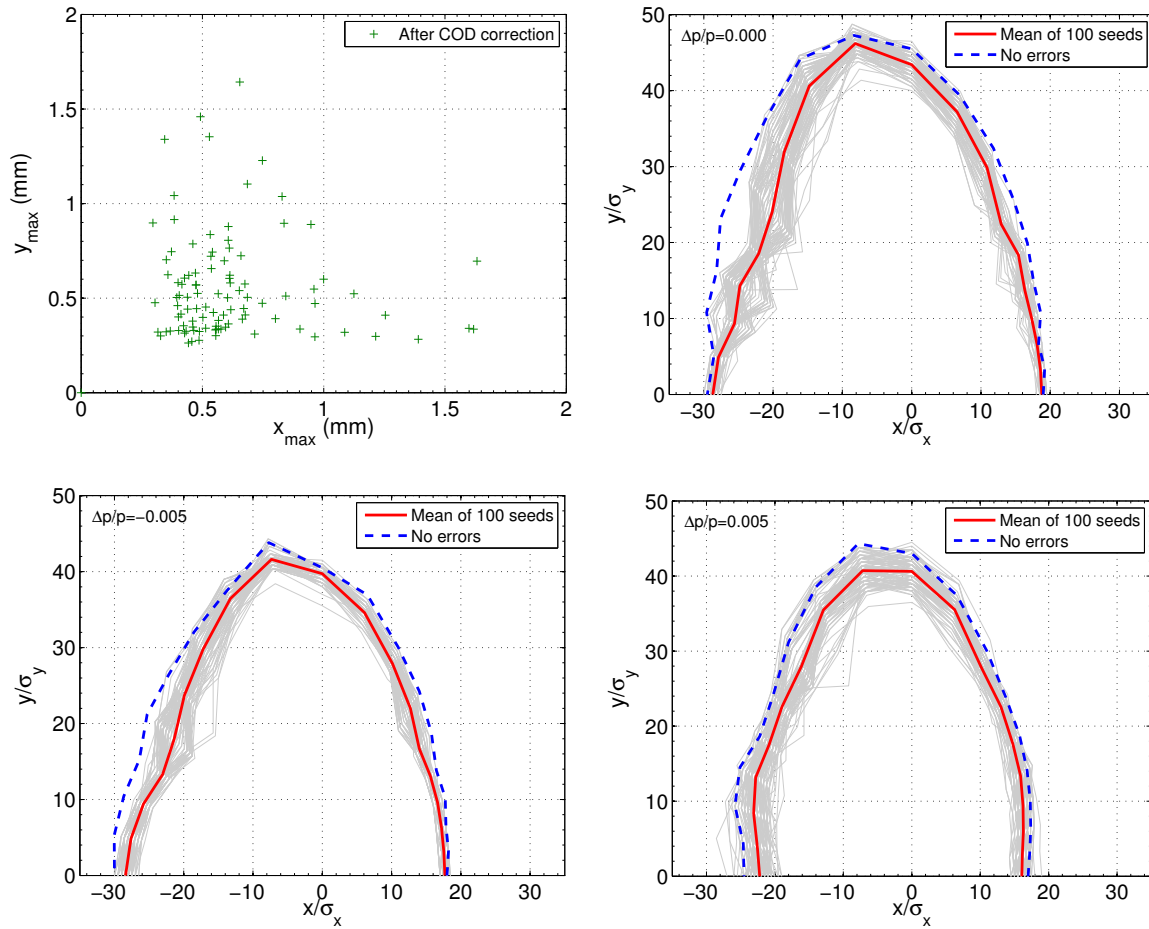 2
1.5
1
0.5
0
0
0.5
1
1.5
2
y_max (mm)
x_max (mm)
After COD correction
50
40
30
20
10
0
−30
−20
−10
0
10
20
30
y/σ_y
x/σ_x
Δp/p=0.000
Mean of 100 seeds
No errors
50
40
30
20
10
0
−30
−20
−10
0
10
20
30
y/σ_y
x/σ_x
Δp/p=−0.005
Mean of 100 seeds
No errors
50
40
30
20
10
0
−30
−20
−10
0
10
20
30
y/σ_y
x/σ_x
Δp/p=0.005
Mean of 100 seeds
No errors